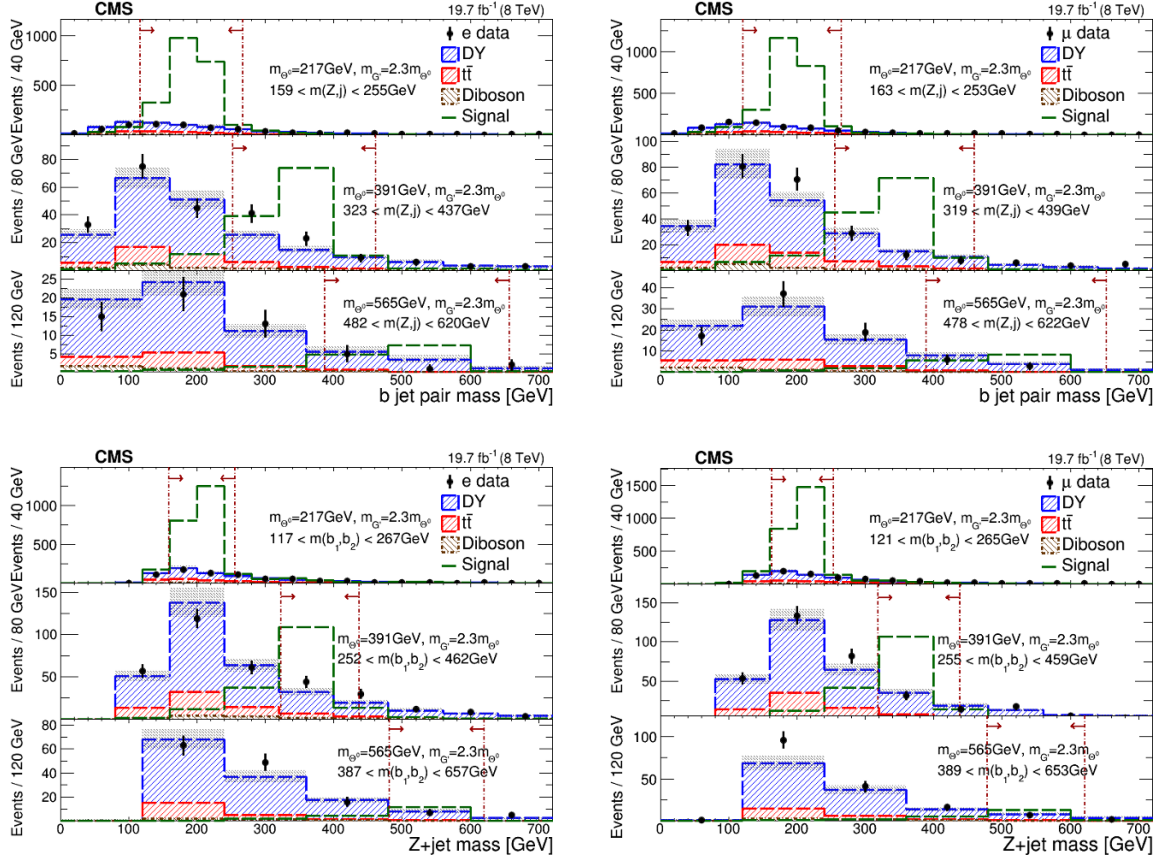 CMS 19.7 fb⁻¹ (8 TeV)
Events / 40 GeV
1000
500
e data
DY
tt̄
Diboson
Signal
m_Θ⁰=217GeV, m_G'=2.3m_Θ⁰
159 < m(Z,j) < 255GeV
Events / 80 GeV
80
60
40
20
m_Θ⁰=391GeV, m_G'=2.3m_Θ⁰
323 < m(Z,j) < 437GeV
Events / 120 GeV
25
20
15
10
5
m_Θ⁰=565GeV, m_G'=2.3m_Θ⁰
482 < m(Z,j) < 620GeV
0 100 200 300 400 500 600 700
b jet pair mass [GeV]
CMS 19.7 fb⁻¹ (8 TeV)
Events / 40 GeV
1000
500
μ data
DY
tt̄
Diboson
Signal
m_Θ⁰=217GeV, m_G'=2.3m_Θ⁰
163 < m(Z,j) < 253GeV
Events / 80 GeV
100
80
60
40
20
m_Θ⁰=391GeV, m_G'=2.3m_Θ⁰
319 < m(Z,j) < 439GeV
Events / 120 GeV
40
30
20
10
m_Θ⁰=565GeV, m_G'=2.3m_Θ⁰
478 < m(Z,j) < 622GeV
0 100 200 300 400 500 600 700
b jet pair mass [GeV]
CMS 19.7 fb⁻¹ (8 TeV)
Events / 40 GeV
1000
500
e data
DY
tt̄
Diboson
Signal
m_Θ⁰=217GeV, m_G'=2.3m_Θ⁰
117 < m(b₁,b₂) < 267GeV
Events / 80 GeV
150
100
50
m_Θ⁰=391GeV, m_G'=2.3m_Θ⁰
252 < m(b₁,b₂) < 462GeV
Events / 120 GeV
80
60
40
20
m_Θ⁰=565GeV, m_G'=2.3m_Θ⁰
387 < m(b₁,b₂) < 657GeV
0 100 200 300 400 500 600 700
Z+jet mass [GeV]
CMS 19.7 fb⁻¹ (8 TeV)
Events / 40 GeV
1500
1000
500
μ data
DY
tt̄
Diboson
Signal
m_Θ⁰=217GeV, m_G'=2.3m_Θ⁰
121 < m(b₁,b₂) < 265GeV
Events / 80 GeV
150
100
50
m_Θ⁰=391GeV, m_G'=2.3m_Θ⁰
255 < m(b₁,b₂) < 459GeV
Events / 120 GeV
100
50
m_Θ⁰=565GeV, m_G'=2.3m_Θ⁰
389 < m(b₁,b₂) < 653GeV
0 100 200 300 400 500 600 700
Z+jet mass [GeV]